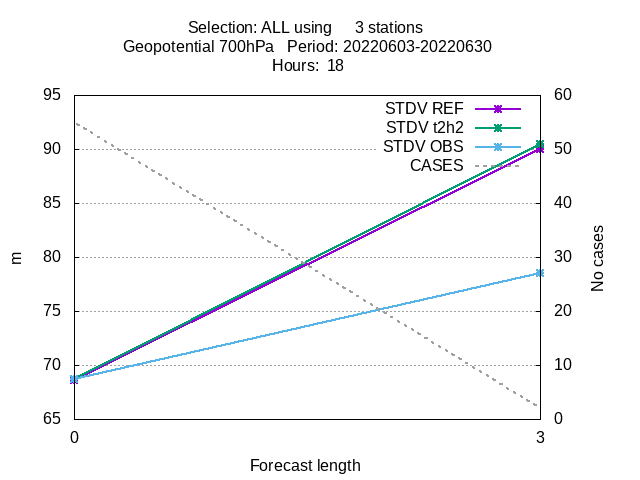 Selection: ALL using     3 stations
Geopotential 700hPa   Period: 20220603-20220630
Hours:  18
95
90
85
80
75
70
65
m
STDV REF
STDV t2h2
STDV OBS
CASES
60
50
40
30
20
10
0
No cases
0
3
Forecast length